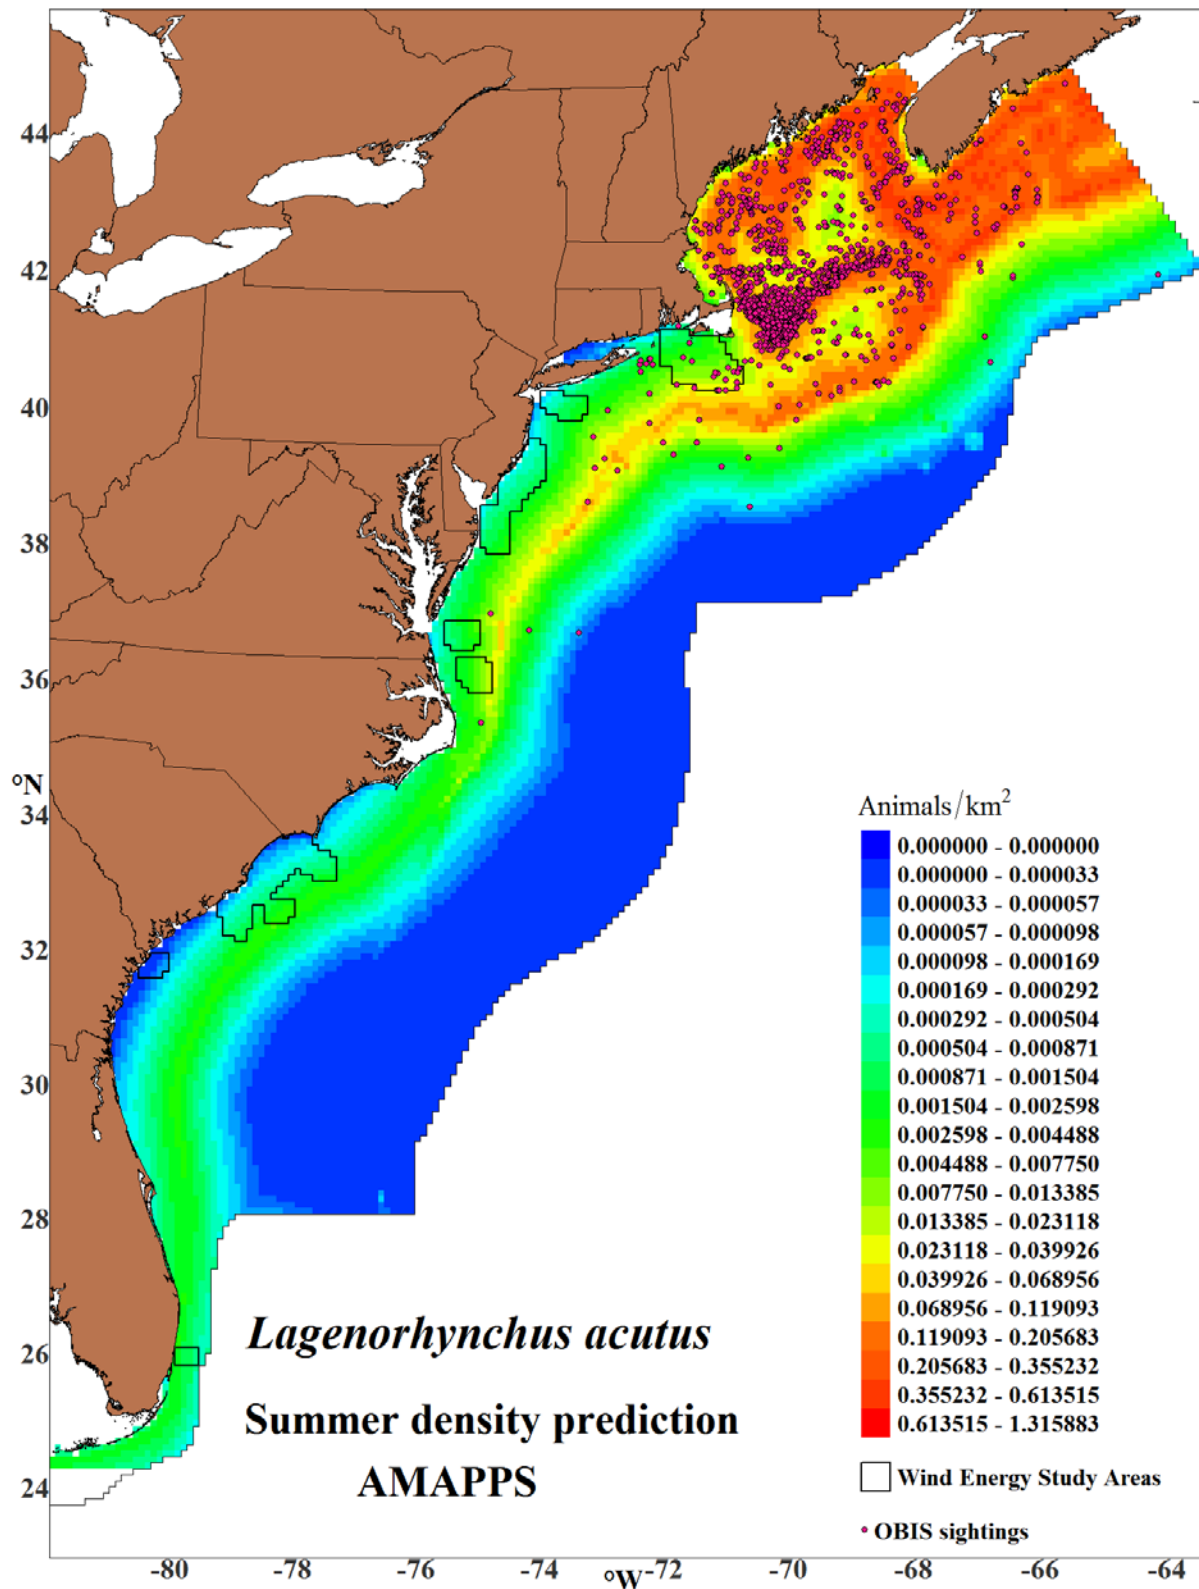 44
42
40
38
36
°N
34
32
30
28
26
24
Animals/km²
0.000000 - 0.000000
0.000000 - 0.000033
0.000033 - 0.000057
0.000057 - 0.000098
0.000098 - 0.000169
0.000169 - 0.000292
0.000292 - 0.000504
0.000504 - 0.000871
0.000871 - 0.001504
0.001504 - 0.002598
0.002598 - 0.004488
0.004488 - 0.007750
0.007750 - 0.013385
0.013385 - 0.023118
0.023118 - 0.039926
0.039926 - 0.068956
0.068956 - 0.119093
0.119093 - 0.205683
0.205683 - 0.355232
0.355232 - 0.613515
0.613515 - 1.315883
Wind Energy Study Areas
OBIS sightings
Lagenorhynchus acutus
Summer density prediction
AMAPPS
-80 -78 -76 -74 °W -72 -70 -68 -66 -64